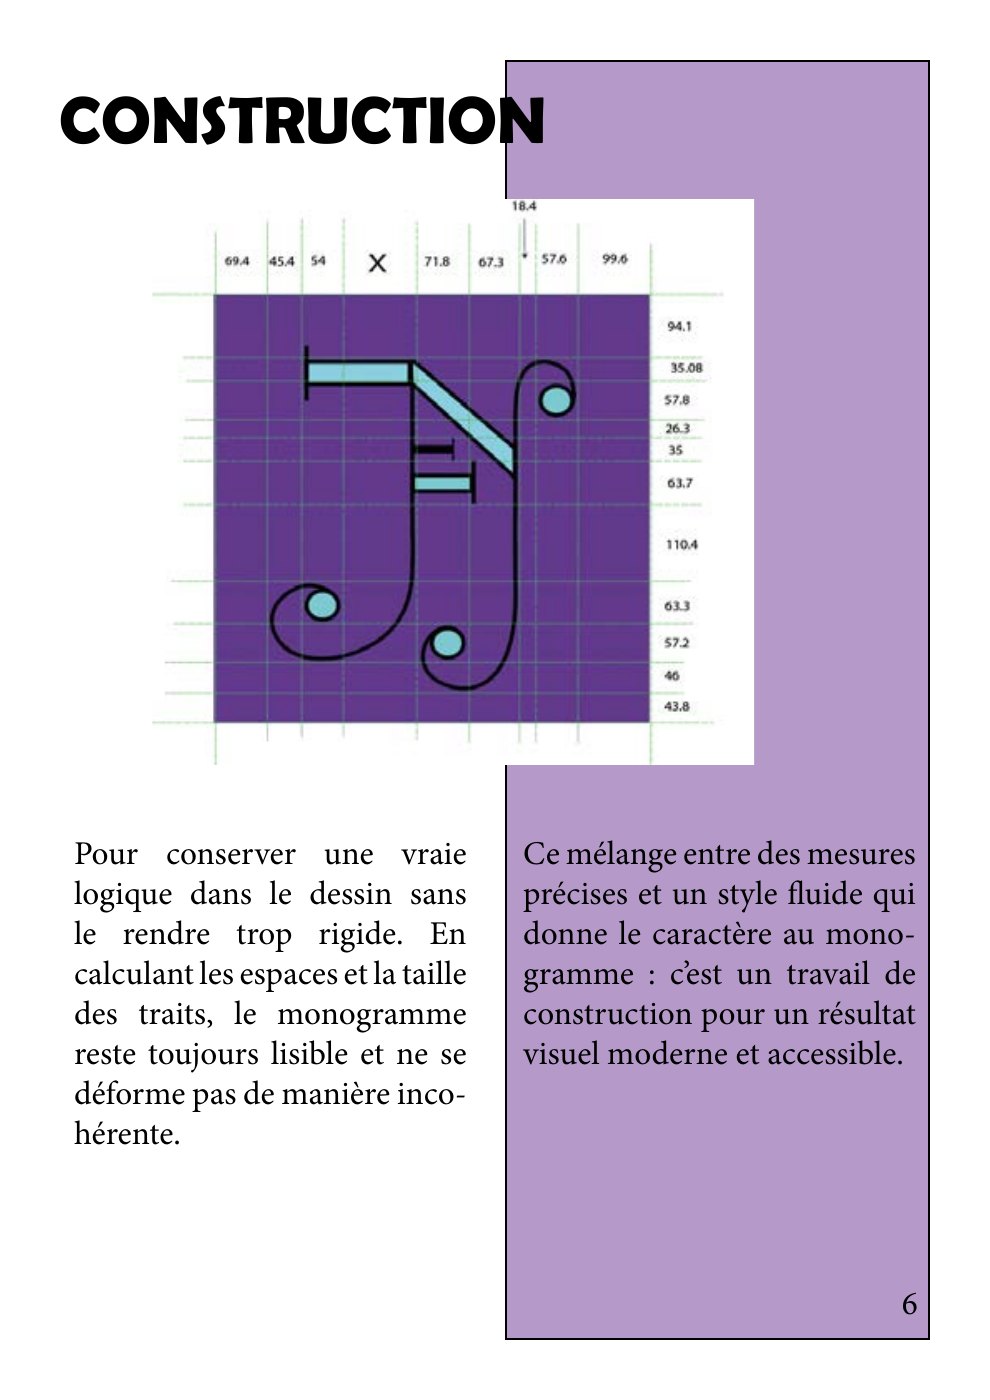 CONSTRUCTION
18.4
69.4 45.4 54 X 71.8 67.3 57.6 99.6
94.1
35.08
57.8
26.3
35
63.7
110.4
63.3
57.2
46
43.8
Pour conserver une vraie
logique dans le dessin sans
le rendre trop rigide. En
calculant les espaces et la taille
des traits, le monogramme
reste toujours lisible et ne se
déforme pas de manière inco-
hérente.
Ce mélange entre des mesures
précises et un style fluide qui
donne le caractère au mono-
gramme : c’est un travail de
construction pour un résultat
visuel moderne et accessible.
6